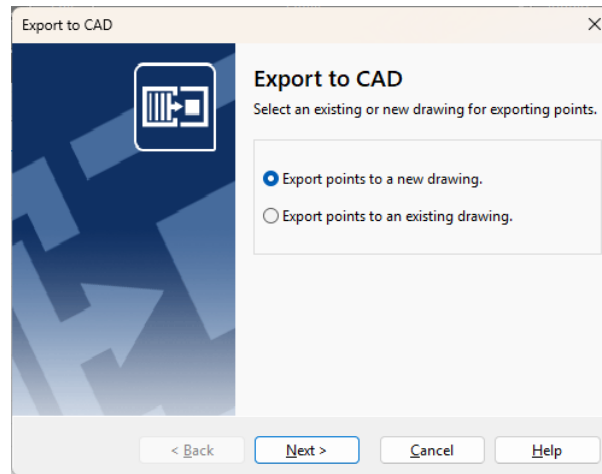 Export to CAD
Export to CAD
Select an existing or new drawing for exporting points.
Export points to a new drawing.
Export points to an existing drawing.
< Back Next > Cancel Help